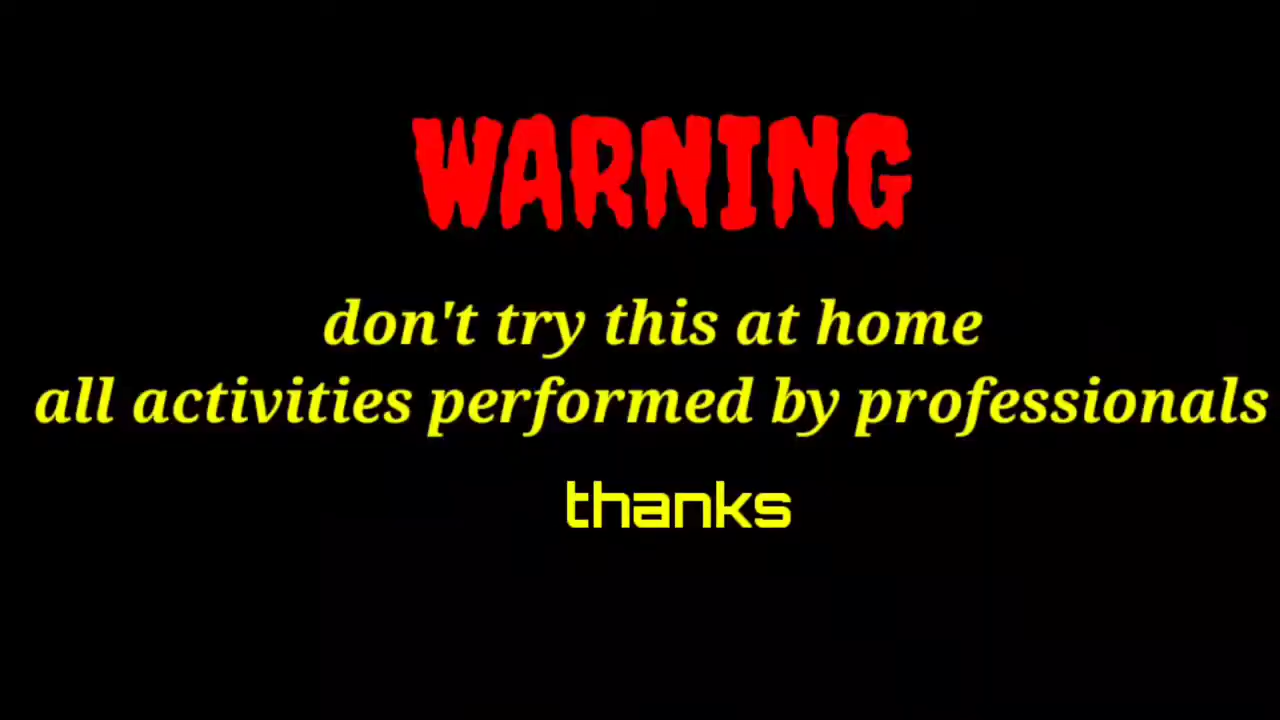 WARNING
don't try this at home
all activities performed by professionals
thanks